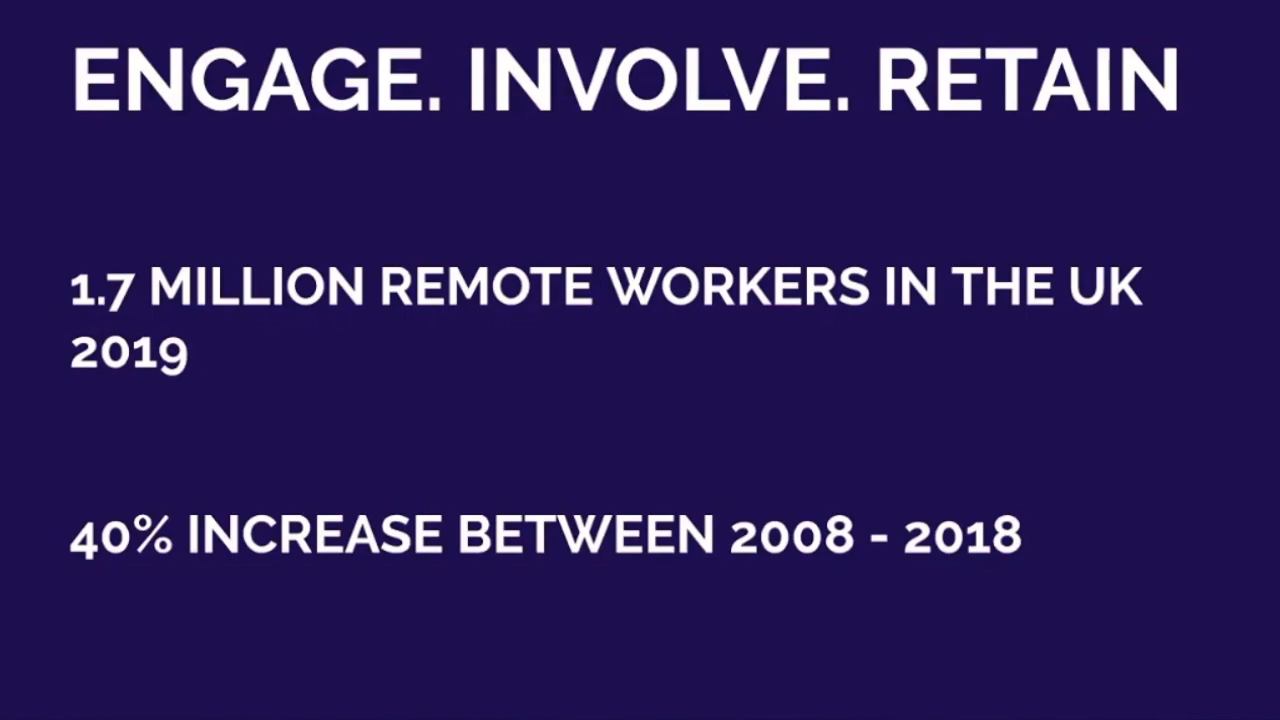 ENGAGE. INVOLVE. RETAIN
1.7 MILLION REMOTE WORKERS IN THE UK
2019
40% INCREASE BETWEEN 2008 - 2018